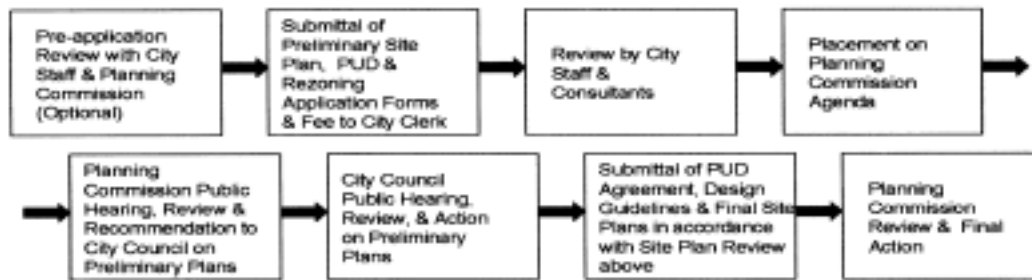 Pre-application
Review with City
Staff & Planning
Commission
(Optional)
Submittal of
Preliminary Site
Plan, PUD &
Rezoning
Application Forms
& Fee to City Clerk
Review by City
Staff &
Consultants
Placement on
Planning
Commission
Agenda
Planning
Commission Public
Hearing, Review &
Recommendation to
City Council on
Preliminary Plans
City Council
Public Hearing,
Review, & Action
on Preliminary
Plans
Submittal of PUD
Agreement, Design
Guidelines & Final Site
Plans in accordance
with Site Plan Review
above
Planning
Commission
Review & Final
Action